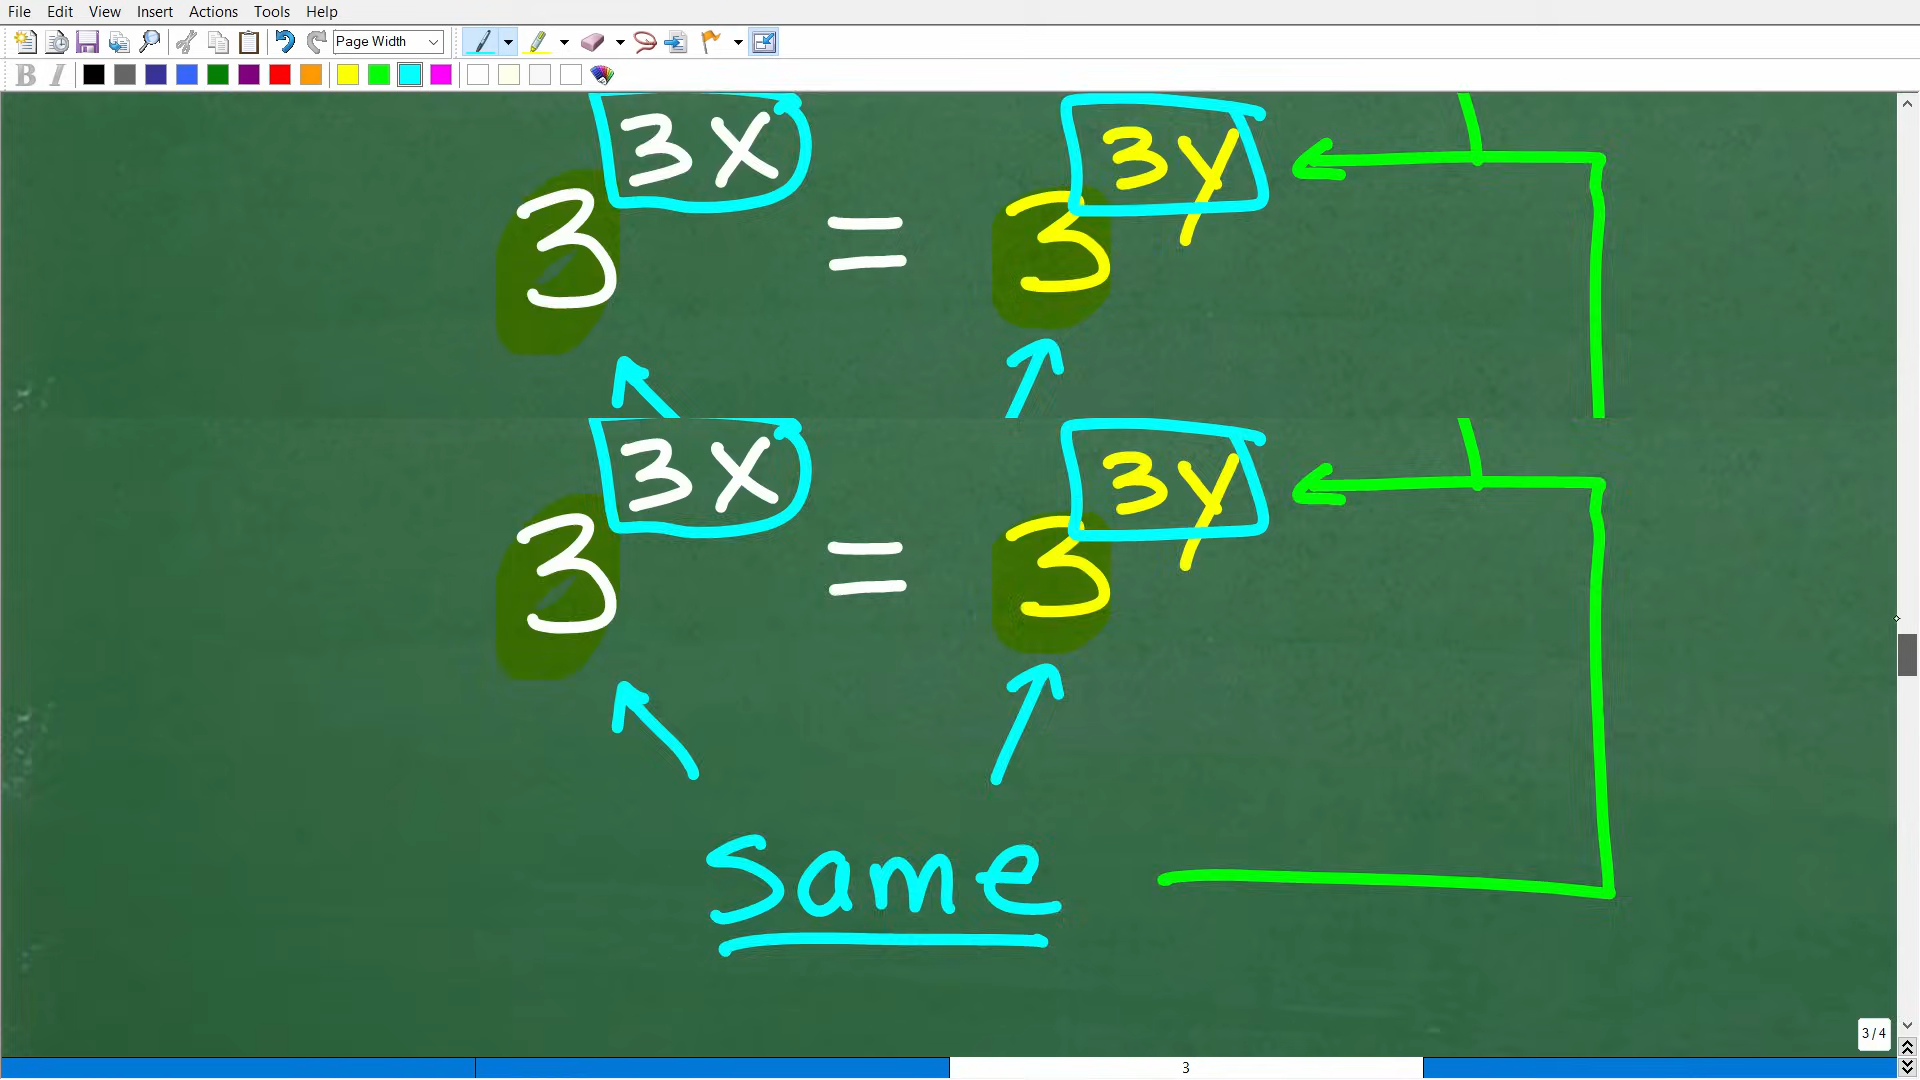 File Edit View Insert Actions Tools Help
Page Width
B I
3^{3x} = 3^{3y}
3^{3x} = 3^{3y}
Same
3 / 4
3